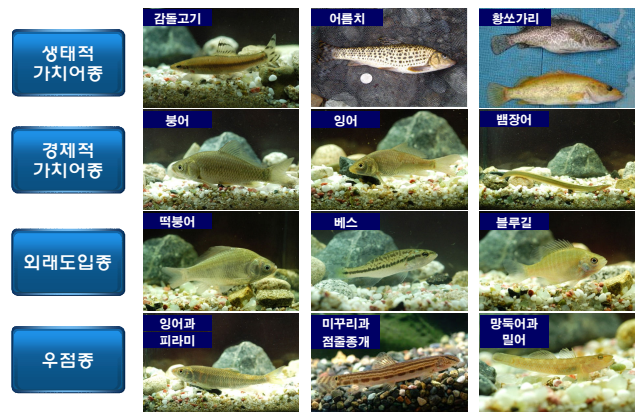 생태적
가치어종
감돌고기
어름치
황쏘가리
경제적
가치어종
붕어
잉어
뱀장어
외래도입종
떡붕어
베스
블루길
우점종
잉어과
피라미
미꾸리과
점줄종개
망둑어과
밀어